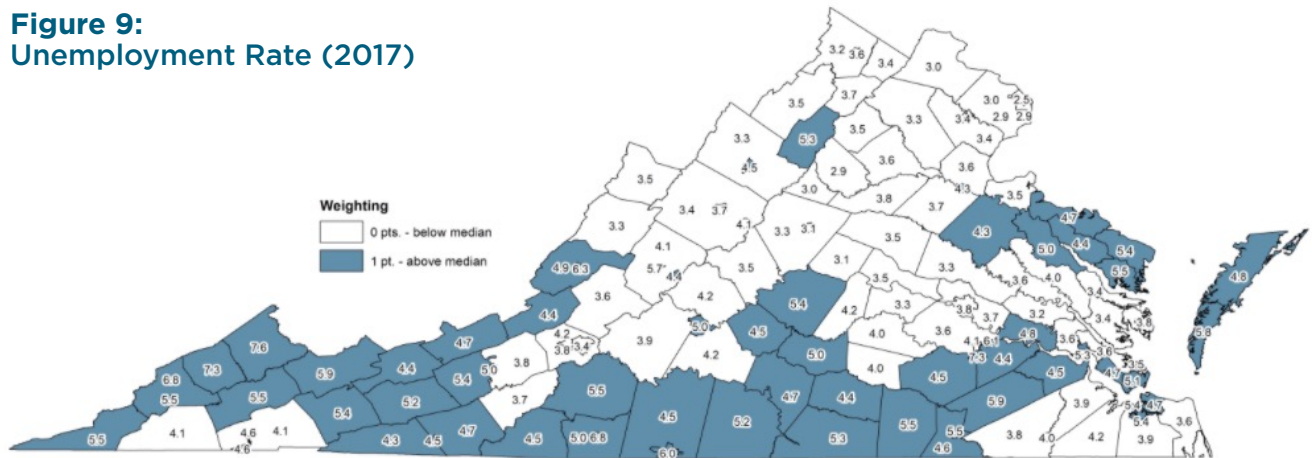 Figure 9:
Unemployment Rate (2017)
Weighting
0 pts. - below median
1 pt. - above median
3.2 3.6 3.4 3.0
3.5 3.7 3.0 2.5
3.3 5.3 3.5 3.3 3.4 2.9 2.9
4.5 3.6 3.4
3.5 2.9 3.6
3.0 3.8 4.3 3.5
3.4 3.7 3.7
3.3 4.1 3.3 3.1 3.5 4.3 4.7
4.1 5.0 4.4 5.4
4.9 6.3 5.7 4.4 3.5 3.1 3.3 4.0 5.5 4.8
3.6 4.2 5.4 3.5 3.6 3.4
4.4 4.2 3.3 3.8 3.2 3.4 3.8
4.7 4.2 3.9 5.0 4.5 4.0 3.6 3.7 4.8 5.8
7.6 3.8 3.4 4.1 6.1 3.6 3.6
7.3 5.9 4.4 5.0 3.8 4.2 5.0 4.0 7.3 4.4 5.3 3.5
6.8 5.4 4.5 4.5 4.7 5.1
5.5 5.5 5.2 3.7 5.5 4.7 4.4 5.9 3.9 5.4 4.7
5.5 4.1 4.6 4.1 5.4 4.3 4.5 4.7 4.5 5.0 6.8 4.5 5.2 5.3 5.5 5.5 3.8 4.0 4.2 5.4 3.9 3.6
4.6 6.0 4.6